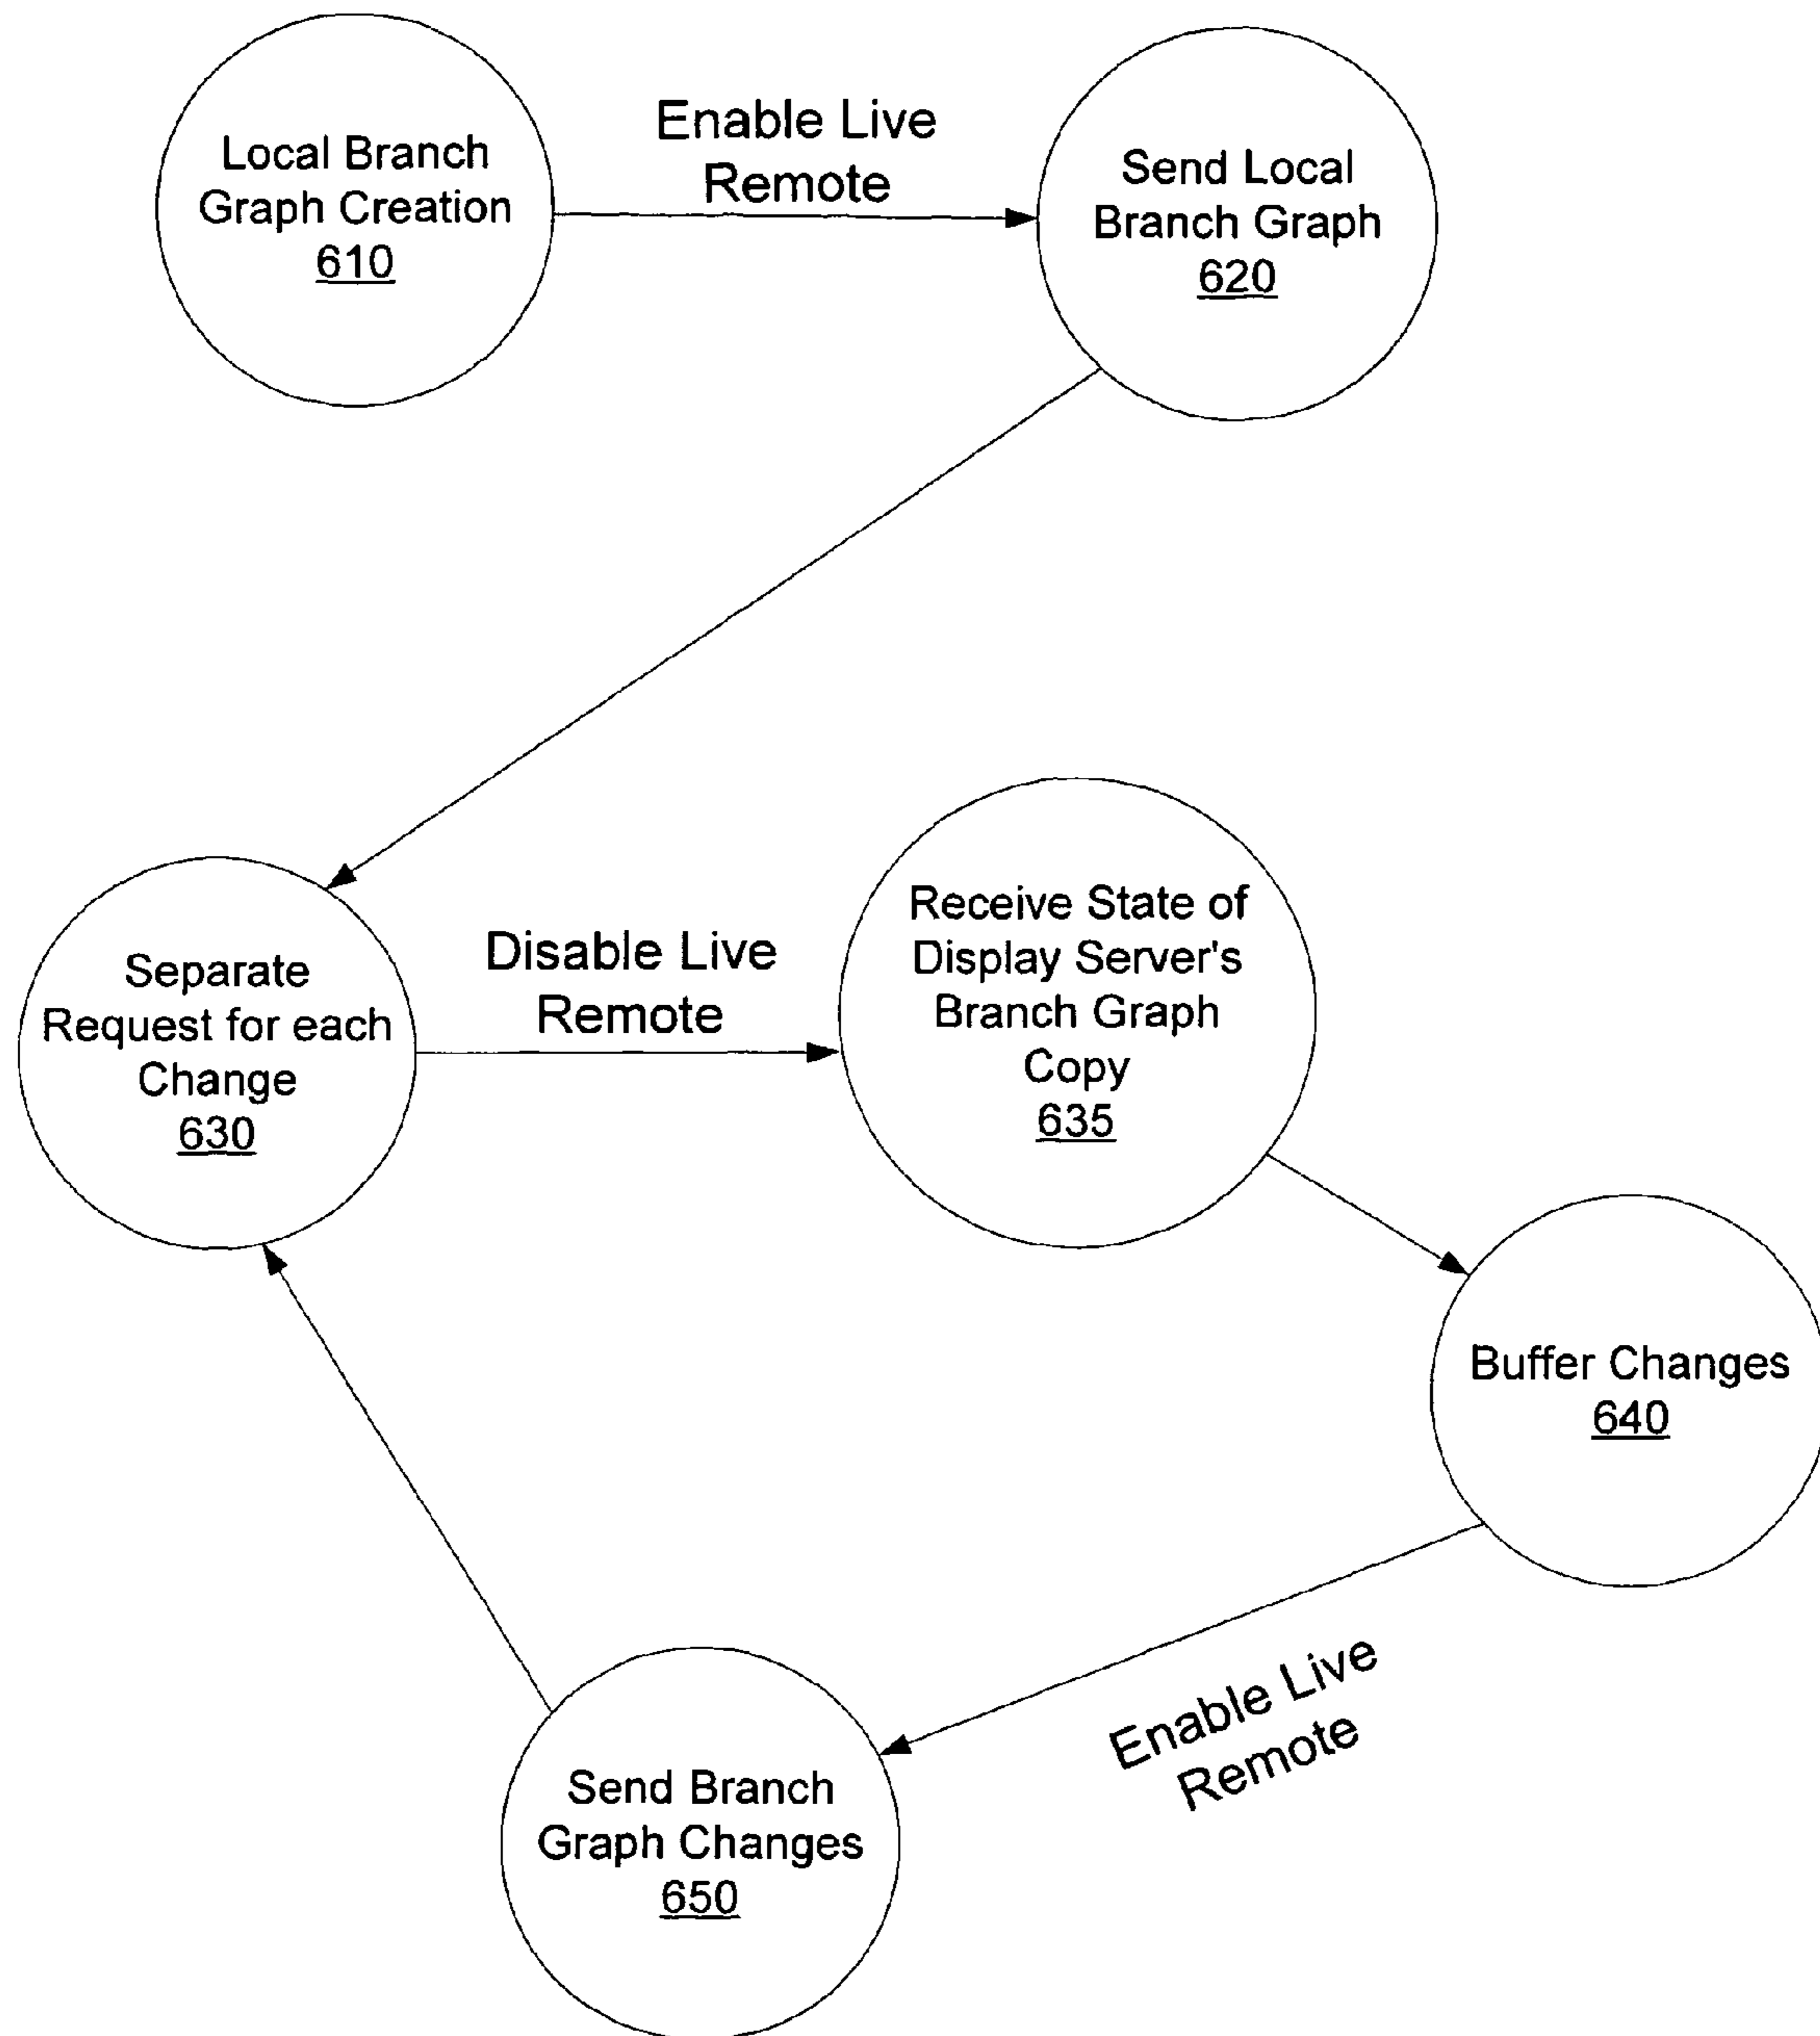 Local Branch
Graph Creation
610
Enable Live
Remote
Send Local
Branch Graph
620
Separate
Request for each
Change
630
Disable Live
Remote
Receive State of
Display Server's
Branch Graph
Copy
635
Buffer Changes
640
Enable Live
Remote
Send Branch
Graph Changes
650